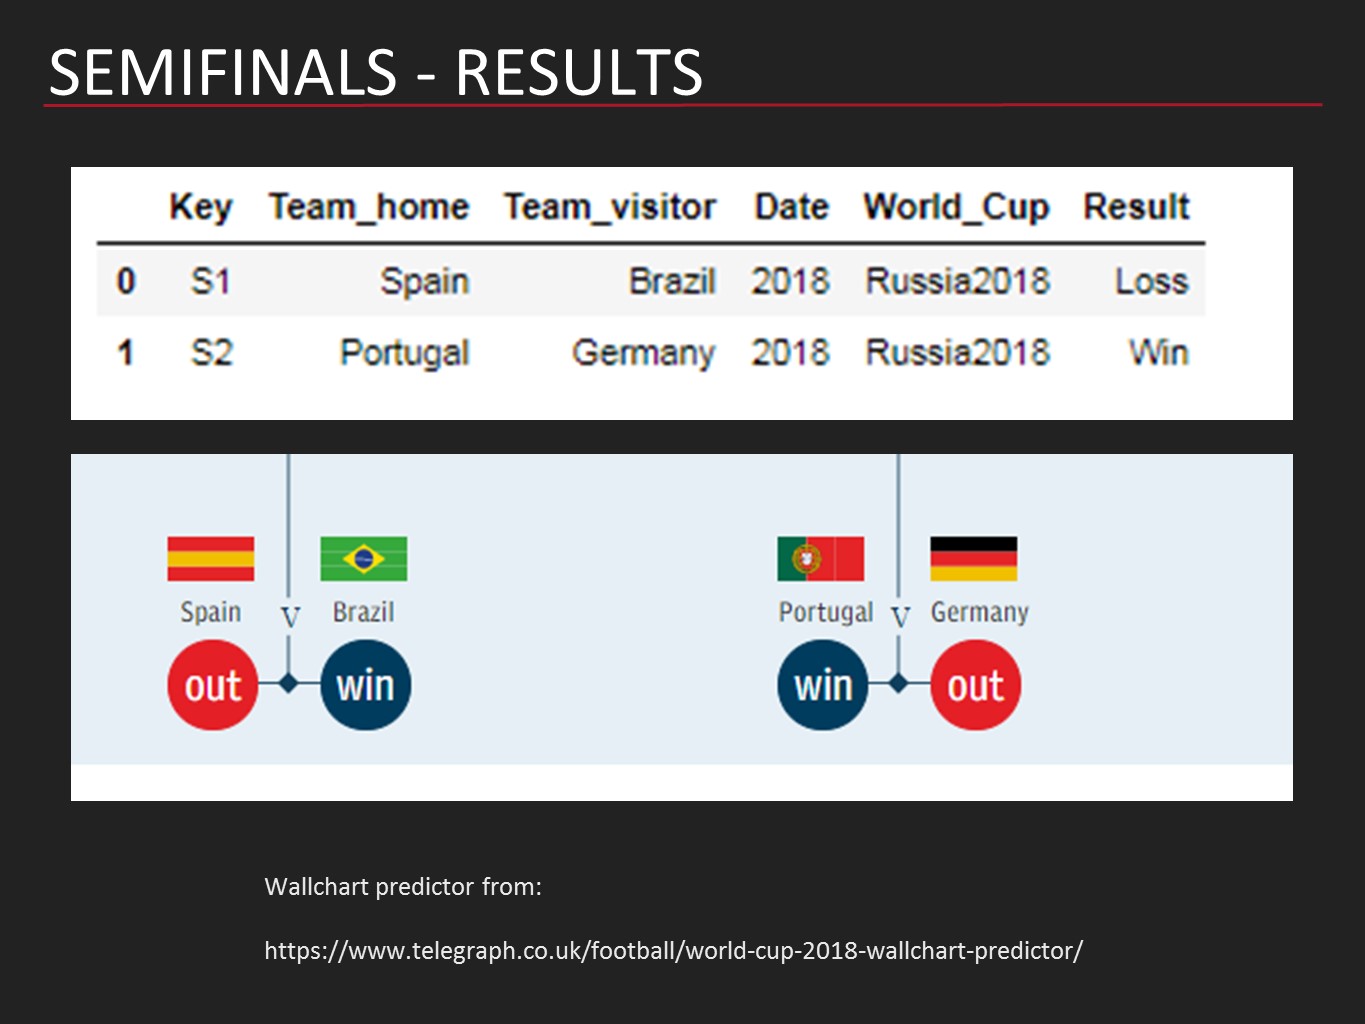 SEMIFINALS - RESULTS
Key Team_home Team_visitor Date World_Cup Result
0 S1 Spain Brazil 2018 Russia2018 Loss
1 S2 Portugal Germany 2018 Russia2018 Win
Spain v Brazil Portugal v Germany
out win win out
Wallchart predictor from:
https://www.telegraph.co.uk/football/world-cup-2018-wallchart-predictor/